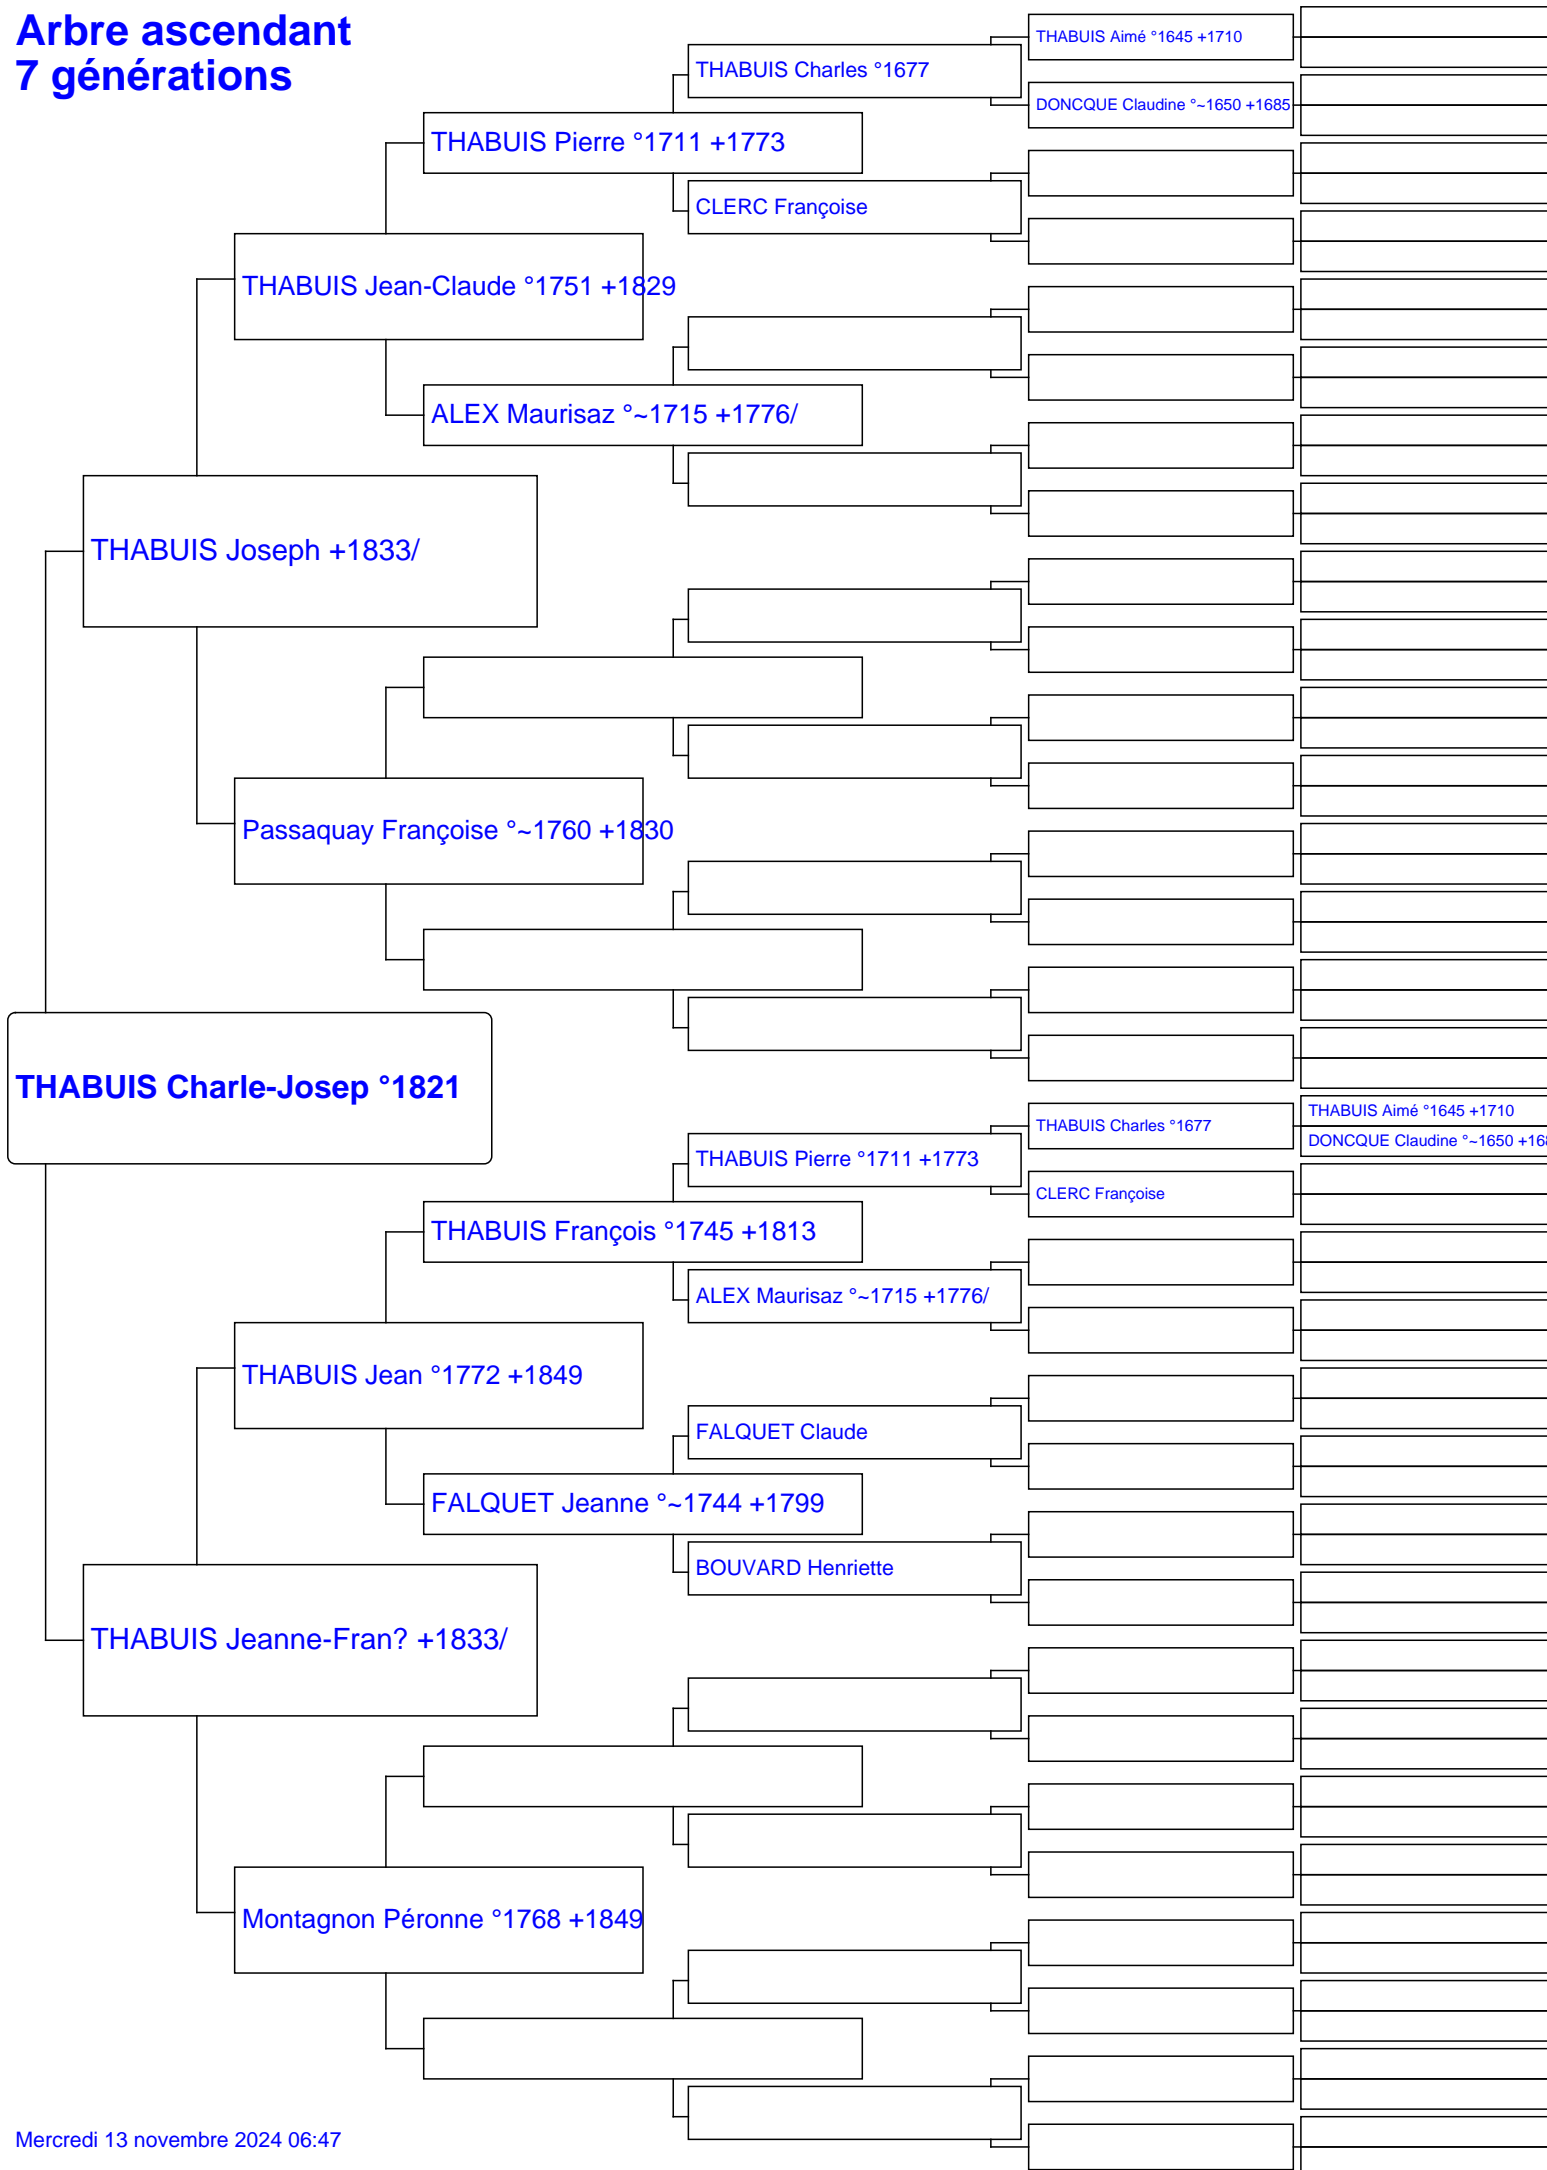 Arbre ascendant
7 générations
THABUIS Aimé °1645 +1710
THABUIS Charles °1677
DONCQUE Claudine °~1650 +1685
THABUIS Pierre °1711 +1773
CLERC Françoise
THABUIS Jean-Claude °1751 +1829
ALEX Maurisaz °~1715 +1776/
THABUIS Joseph +1833/
Passaquay Françoise °~1760 +1830
THABUIS Charle-Josep °1821
THABUIS Aimé °1645 +1710
THABUIS Charles °1677
DONCQUE Claudine °~1650 +168
THABUIS Pierre °1711 +1773
CLERC Françoise
THABUIS François °1745 +1813
ALEX Maurisaz °~1715 +1776/
THABUIS Jean °1772 +1849
FALQUET Claude
FALQUET Jeanne °~1744 +1799
BOUVARD Henriette
THABUIS Jeanne-Fran? +1833/
Montagnon Péronne °1768 +1849
Mercredi 13 novembre 2024 06:47